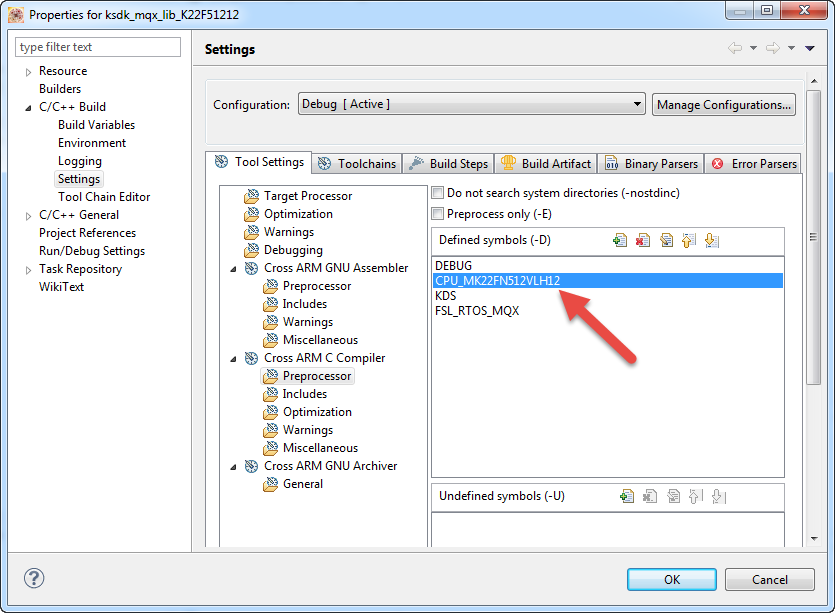 Properties for ksdk_mqx_lib_K22F51212
type filter text
Resource
Builders
C/C++ Build
Build Variables
Environment
Logging
Settings
Tool Chain Editor
C/C++ General
Project References
Run/Debug Settings
Task Repository
WikiText
Settings
Configuration:
Debug [ Active ]
Manage Configurations...
Tool Settings
Toolchains
Build Steps
Build Artifact
Binary Parsers
Error Parsers
Target Processor
Optimization
Warnings
Debugging
Cross ARM GNU Assembler
Preprocessor
Includes
Warnings
Miscellaneous
Cross ARM C Compiler
Preprocessor
Includes
Optimization
Warnings
Miscellaneous
Cross ARM GNU Archiver
General
Do not search system directories (-nostdinc)
Preprocess only (-E)
Defined symbols (-D)
DEBUG
CPU_MK22FN512VLH12
KDS
FSL_RTOS_MQX
Undefined symbols (-U)
?
OK
Cancel